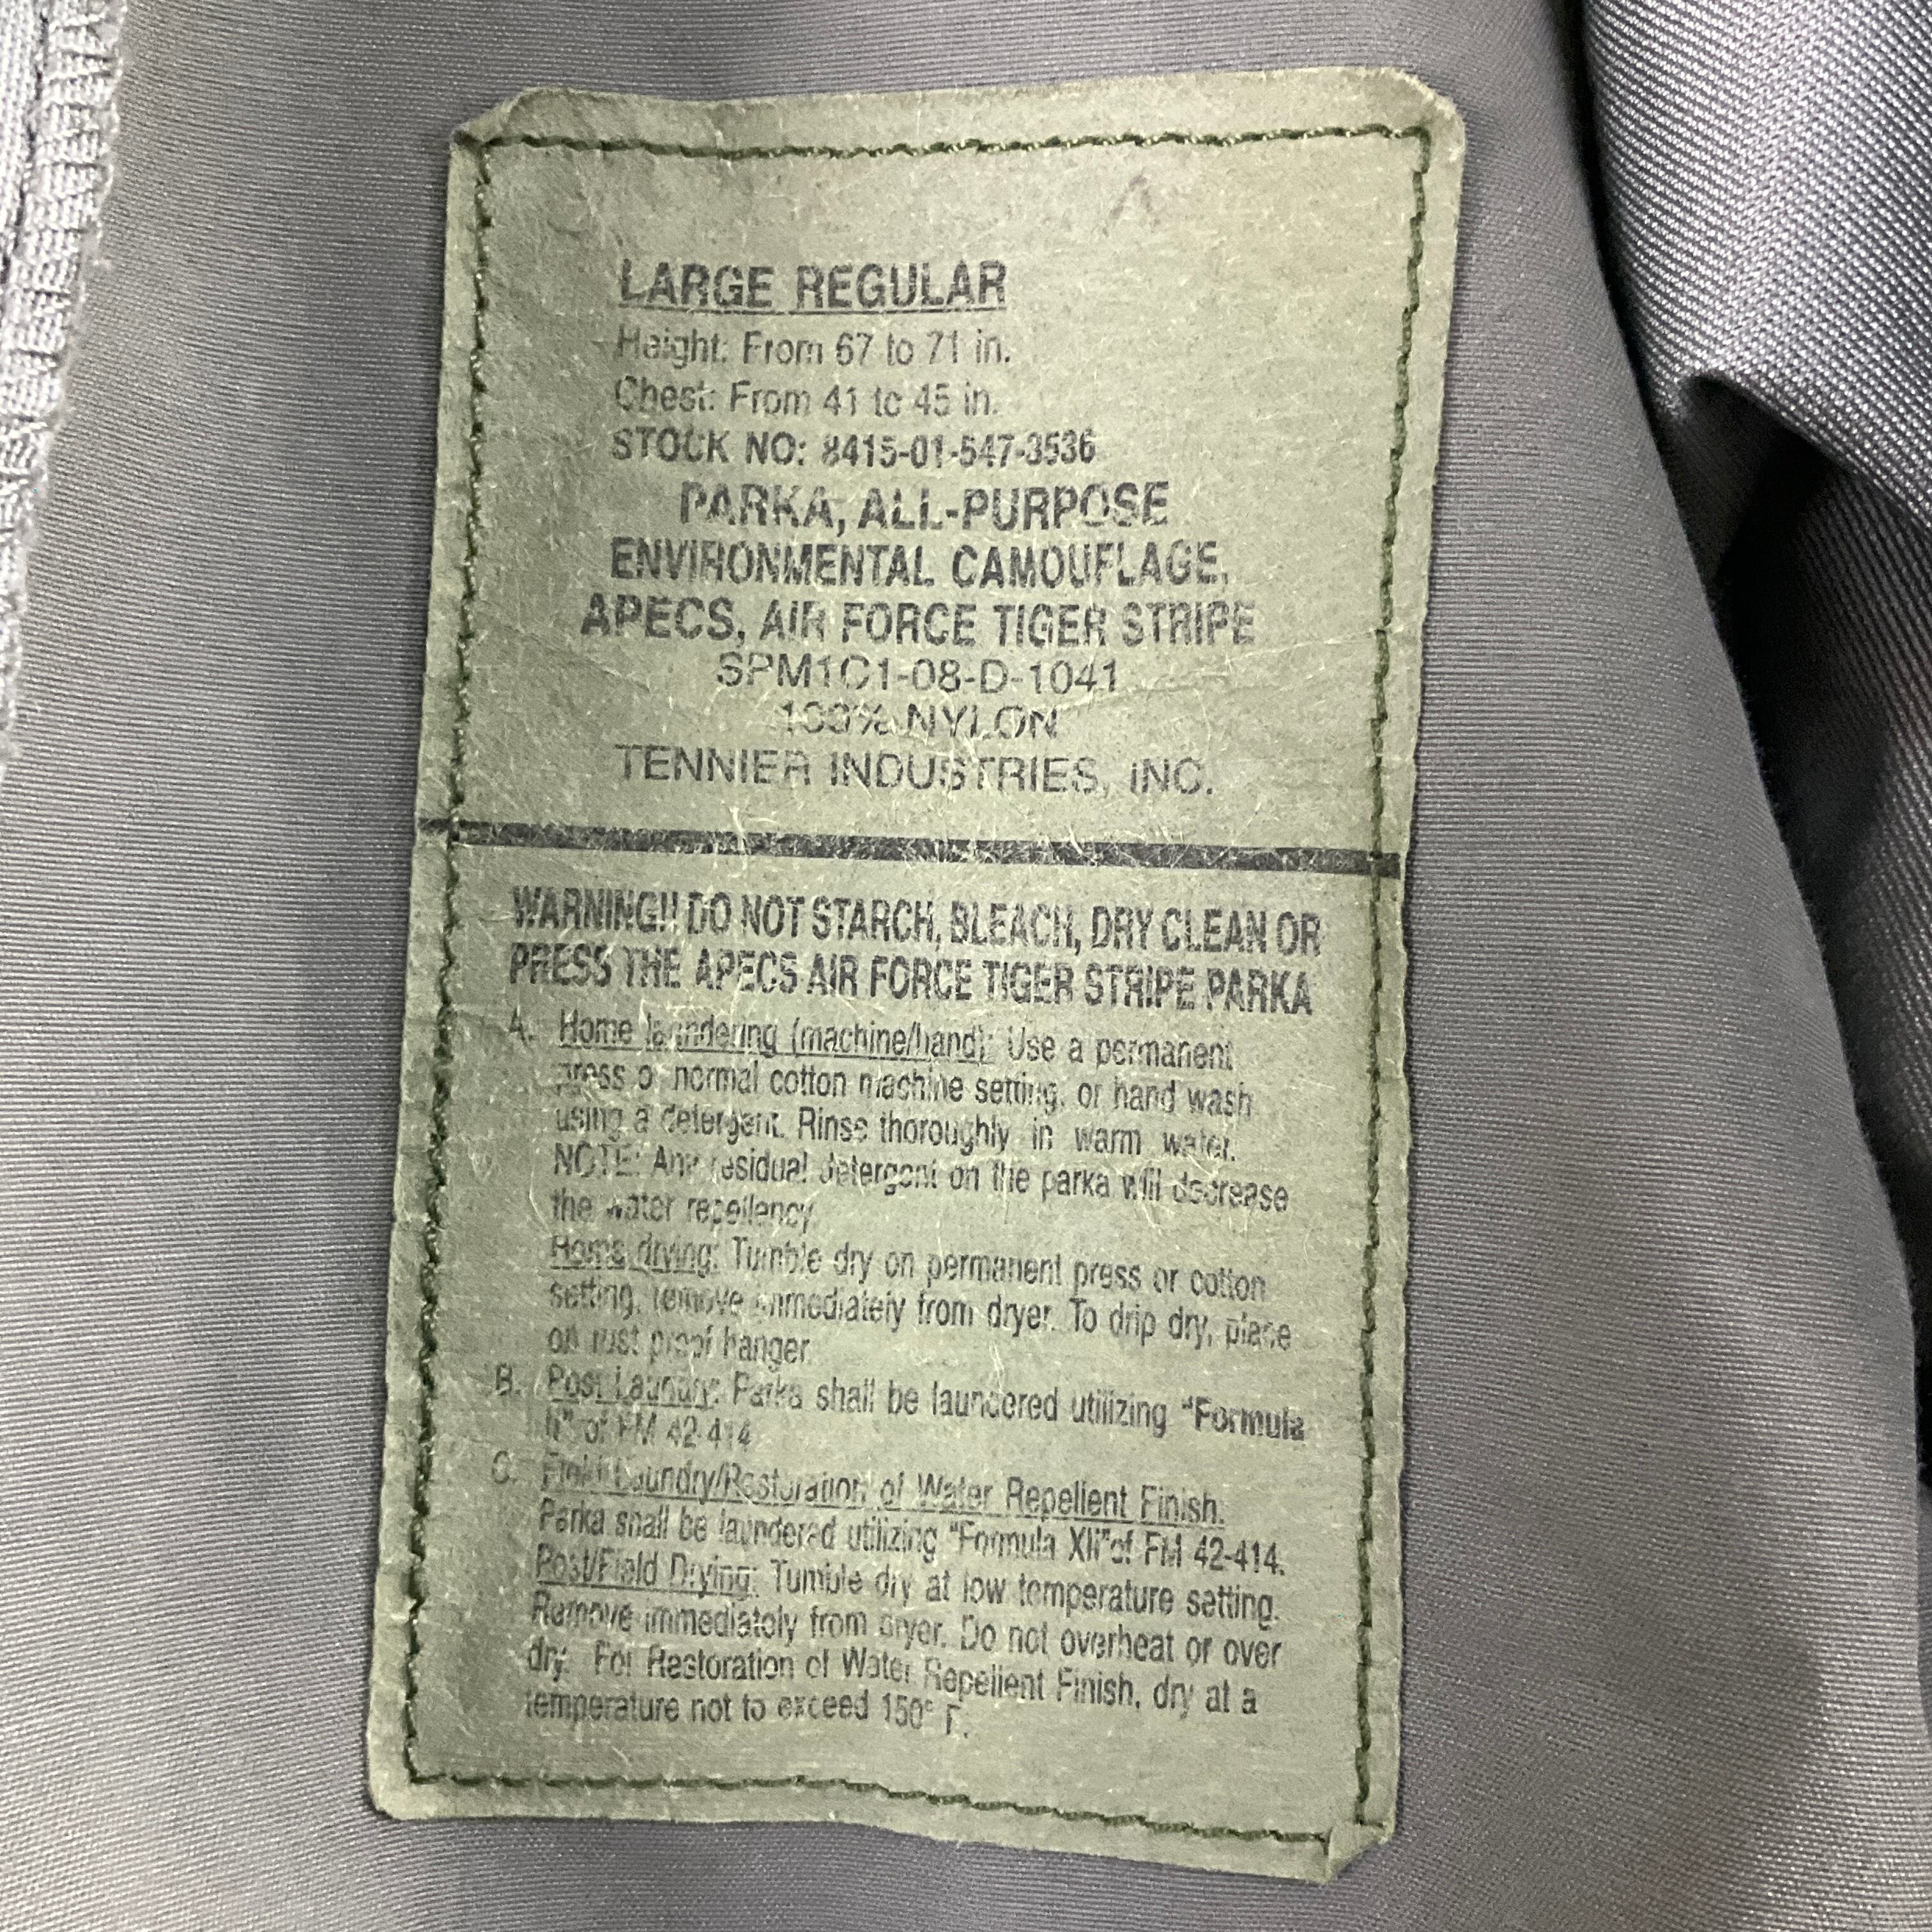 LARGE REGULAR
Height: From 67 to 71 in.
Chest: From 41 to 45 in.
STOCK NO: 8415-01-547-3536
PARKA, ALL-PURPOSE
ENVIRONMENTAL CAMOUFLAGE,
APECS, AIR FORCE TIGER STRIPE
SPM1C1-08-D-1041
100% NYLON
TENNIER INDUSTRIES, INC.
WARNING!! DO NOT STARCH, BLEACH, DRY CLEAN OR
PRESS THE APECS AIR FORCE TIGER STRIPE PARKA
A. Home laundering (machine/hand): Use a permanent
press or normal cotton machine setting, or hand wash
using a detergent. Rinse thoroughly in warm water.
NOTE: Any residual detergent on the parka will decrease
the water repellency.
Home drying: Tumble dry on permanent press or cotton
setting, remove immediately from dryer. To drip dry, place
on rust proof hanger.
B. Post Laundry: Parka shall be laundered utilizing "Formula
II" of FM 42-414
C. Field Laundry/Restoration of Water Repellent Finish.
Parka shall be laundered utilizing "Formula XII" of FM 42-414.
Post/Field Drying: Tumble dry at low temperature setting.
Remove immediately from dryer. Do not overheat or over
dry. For Restoration of Water Repellent Finish, dry at a
temperature not to exceed 150° F.